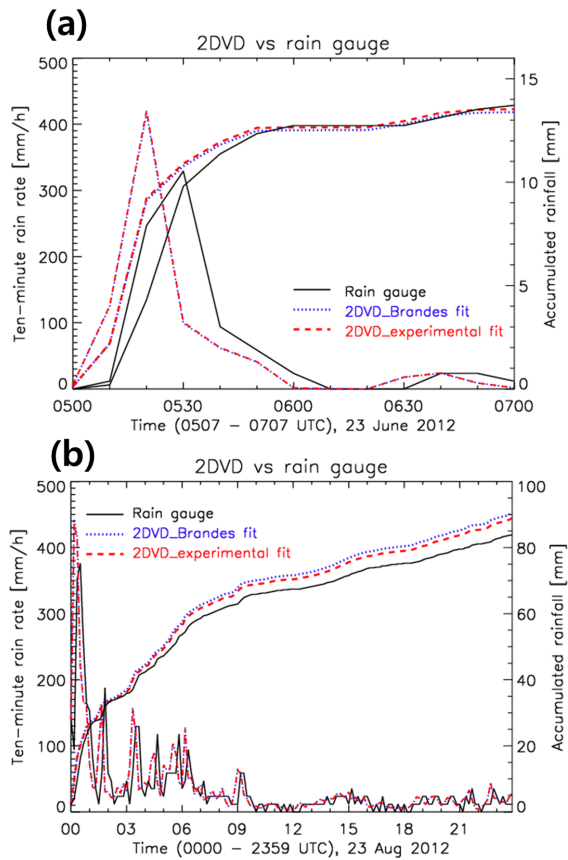 (a)
2DVD vs rain gauge
500
400
300
200
100
0
Ten-minute rain rate [mm/h]
15
10
5
0
Accumulated rainfall [mm]
Rain gauge
2DVD_Brandes fit
2DVD_experimental fit
0500 0530 0600 0630 0700
Time (0507 - 0707 UTC), 23 June 2012
(b)
2DVD vs rain gauge
500
400
300
200
100
0
Ten-minute rain rate [mm/h]
100
80
60
40
20
0
Accumulated rainfall [mm]
Rain gauge
2DVD_Brandes fit
2DVD_experimental fit
00 03 06 09 12 15 18 21
Time (0000 - 2359 UTC), 23 Aug 2012